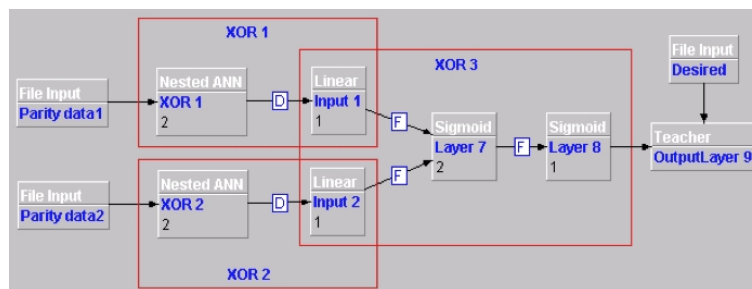 XOR 1
File Input
Parity data1
Nested ANN
XOR 1
2
D
Linear
Input 1
1
XOR 3
F
Sigmoid
Layer 7
2
F
Sigmoid
Layer 8
1
File Input
Desired
Teacher
OutputLayer 9
File Input
Parity data2
Nested ANN
XOR 2
2
D
Linear
Input 2
1
F
XOR 2